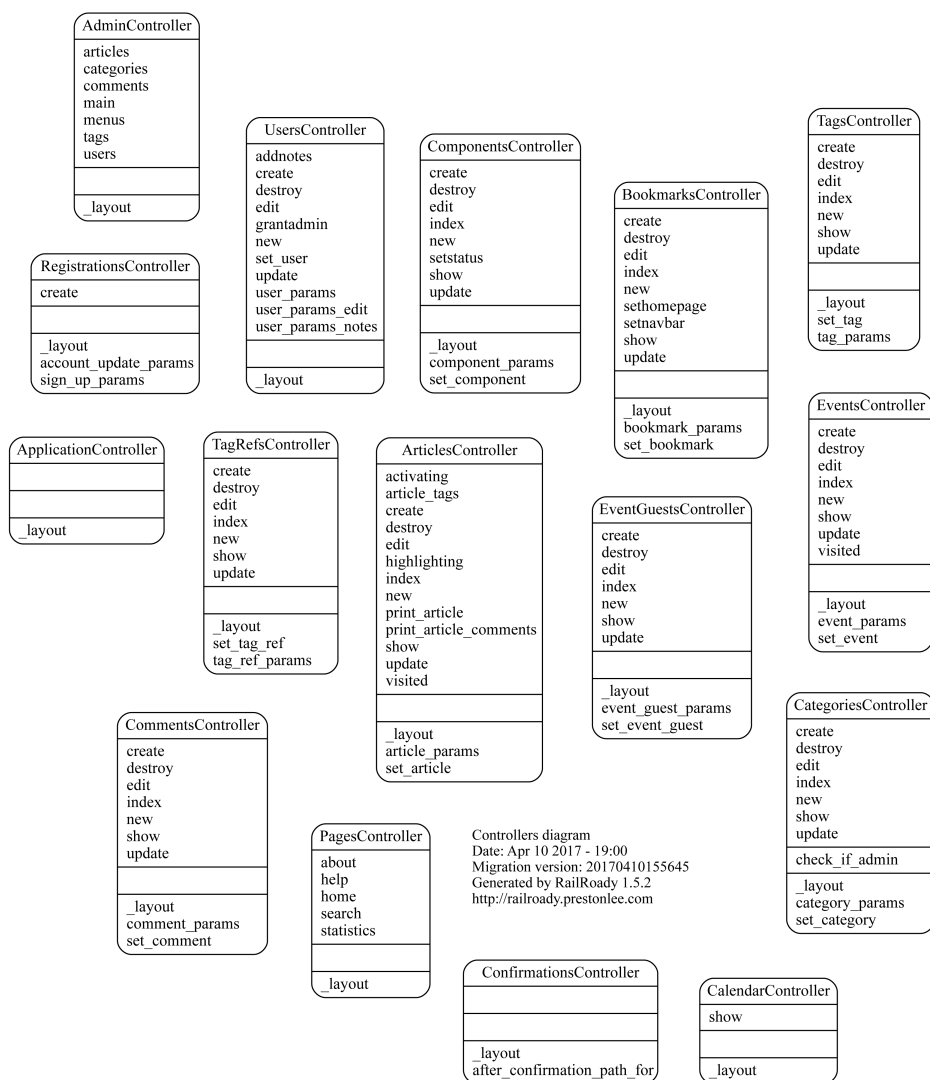 AdminController
articles
categories
comments
main
menus
tags
users
_layout
UsersController
addnotes
create
destroy
edit
grantadmin
new
set_user
update
user_params
user_params_edit
user_params_notes
_layout
ComponentsController
create
destroy
edit
index
new
setstatus
show
update
_layout
component_params
set_component
BookmarksController
create
destroy
edit
index
new
sethomepage
setnavbar
show
update
_layout
bookmark_params
set_bookmark
TagsController
create
destroy
edit
index
new
show
update
_layout
set_tag
tag_params
RegistrationsController
create
_layout
account_update_params
sign_up_params
ApplicationController
_layout
TagRefsController
create
destroy
edit
index
new
show
update
_layout
set_tag_ref
tag_ref_params
ArticlesController
activating
article_tags
create
destroy
edit
highlighting
index
new
print_article
print_article_comments
show
update
visited
_layout
article_params
set_article
EventGuestsController
create
destroy
edit
index
new
show
update
_layout
event_guest_params
set_event_guest
EventsController
create
destroy
edit
index
new
show
update
visited
_layout
event_params
set_event
CommentsController
create
destroy
edit
index
new
show
update
_layout
comment_params
set_comment
PagesController
about
help
home
search
statistics
_layout
Controllers diagram
Date: Apr 10 2017 - 19:00
Migration version: 20170410155645
Generated by RailRoady 1.5.2
http://railroady.prestonlee.com
CategoriesController
create
destroy
edit
index
new
show
update
check_if_admin
_layout
category_params
set_category
ConfirmationsController
_layout
after_confirmation_path_for
CalendarController
show
_layout